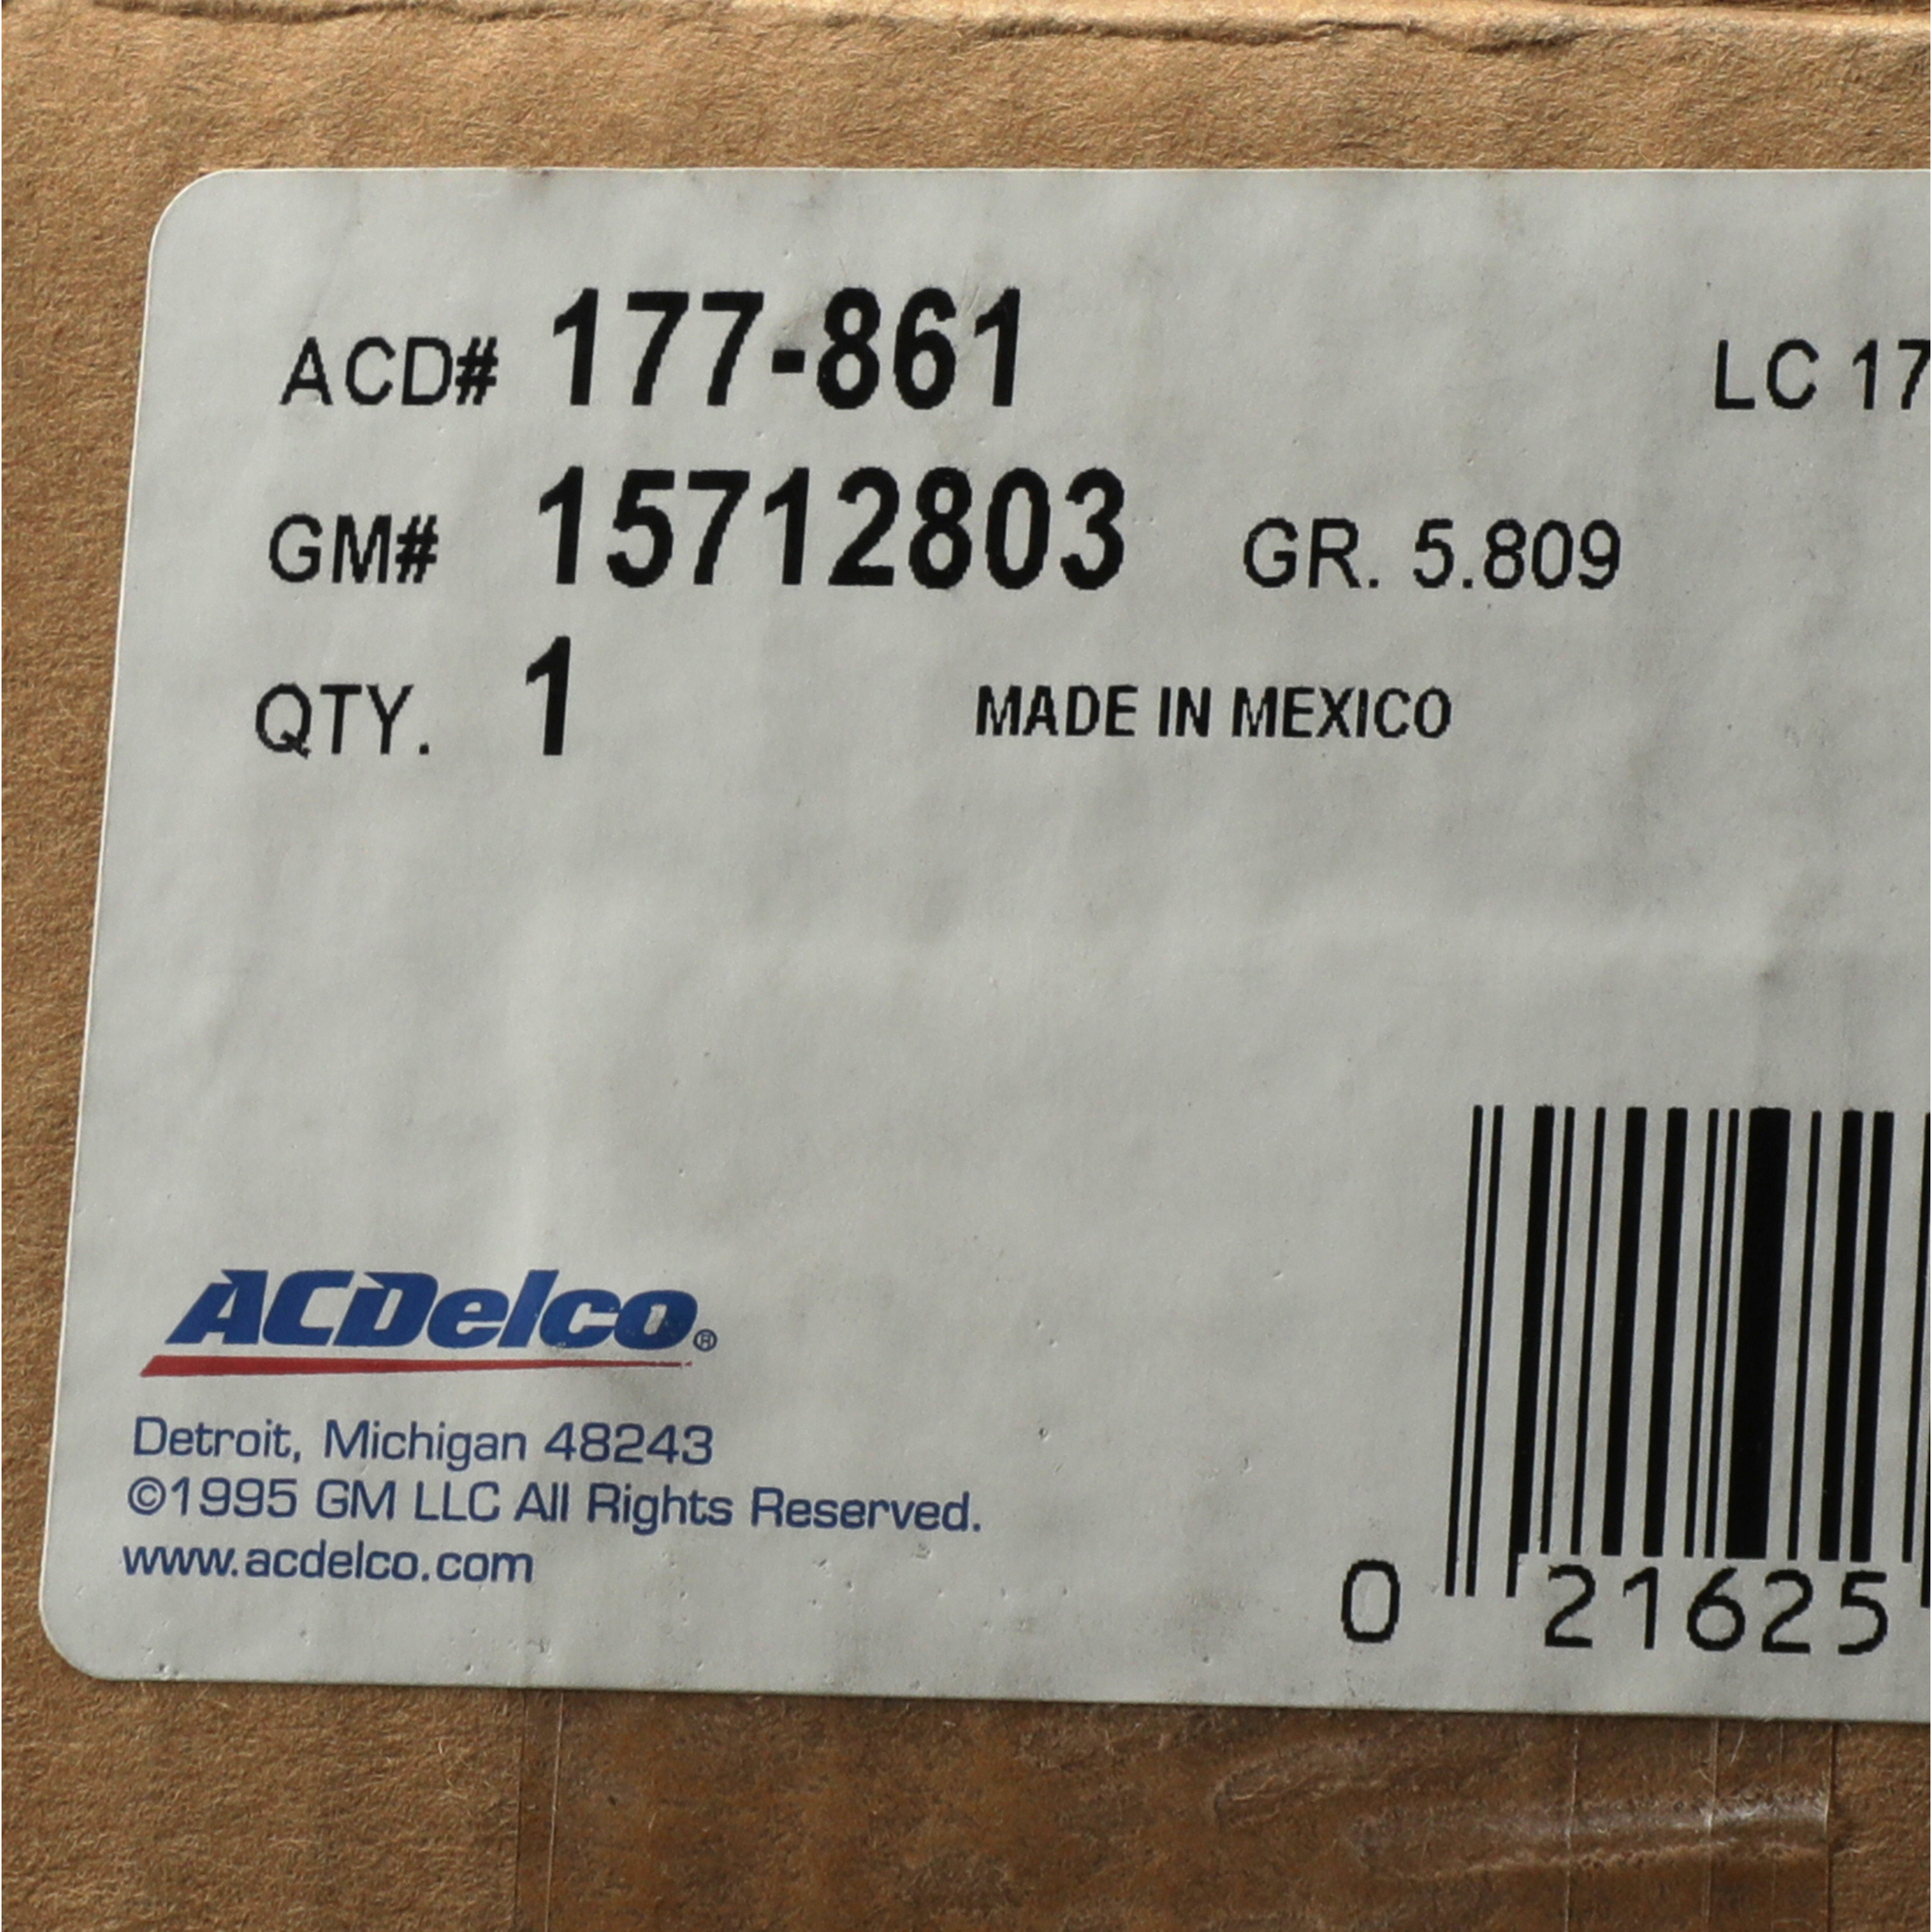 ACD# 177-861 LC 17
GM# 15712803 GR. 5.809
QTY. 1 MADE IN MEXICO
ACDelco®
Detroit, Michigan 48243
©1995 GM LLC All Rights Reserved.
www.acdelco.com
0 21625